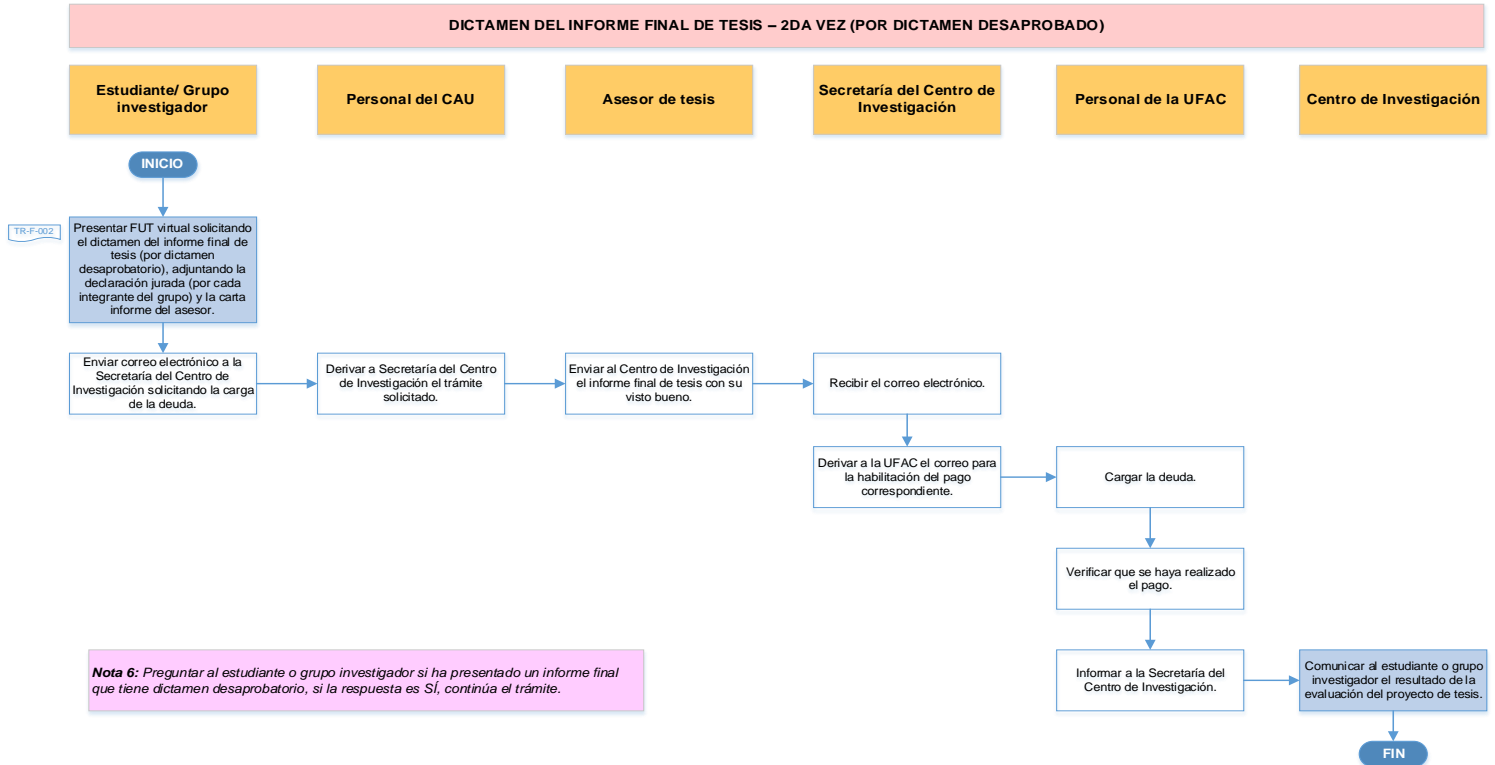 DICTAMEN DEL INFORME FINAL DE TESIS – 2DA VEZ (POR DICTAMEN DESAPROBADO)
Estudiante/ Grupo
investigador
Personal del CAU
Asesor de tesis
Secretaría del Centro de
Investigación
Personal de la UFAC
Centro de Investigación
INICIO
TR-F-002
Presentar FUT virtual solicitando
el dictamen del informe final de
tesis (por dictamen
desaprobatorio), adjuntando la
declaración jurada (por cada
integrante del grupo) y la carta
informe del asesor.
Enviar correo electrónico a la
Secretaría del Centro de
Investigación solicitando la carga
de la deuda.
Derivar a Secretaría del Centro
de Investigación el trámite
solicitado.
Enviar al Centro de Investigación
el informe final de tesis con su
visto bueno.
Recibir el correo electrónico.
Derivar a la UFAC el correo para
la habilitación del pago
correspondiente.
Cargar la deuda.
Verificar que se haya realizado
el pago.
Nota 6: Preguntar al estudiante o grupo investigador si ha presentado un informe final
que tiene dictamen desaprobatorio, si la respuesta es SÍ, continúa el trámite.
Informar a la Secretaría del
Centro de Investigación.
Comunicar al estudiante o grupo
investigador el resultado de la
evaluación del proyecto de tesis.
FIN